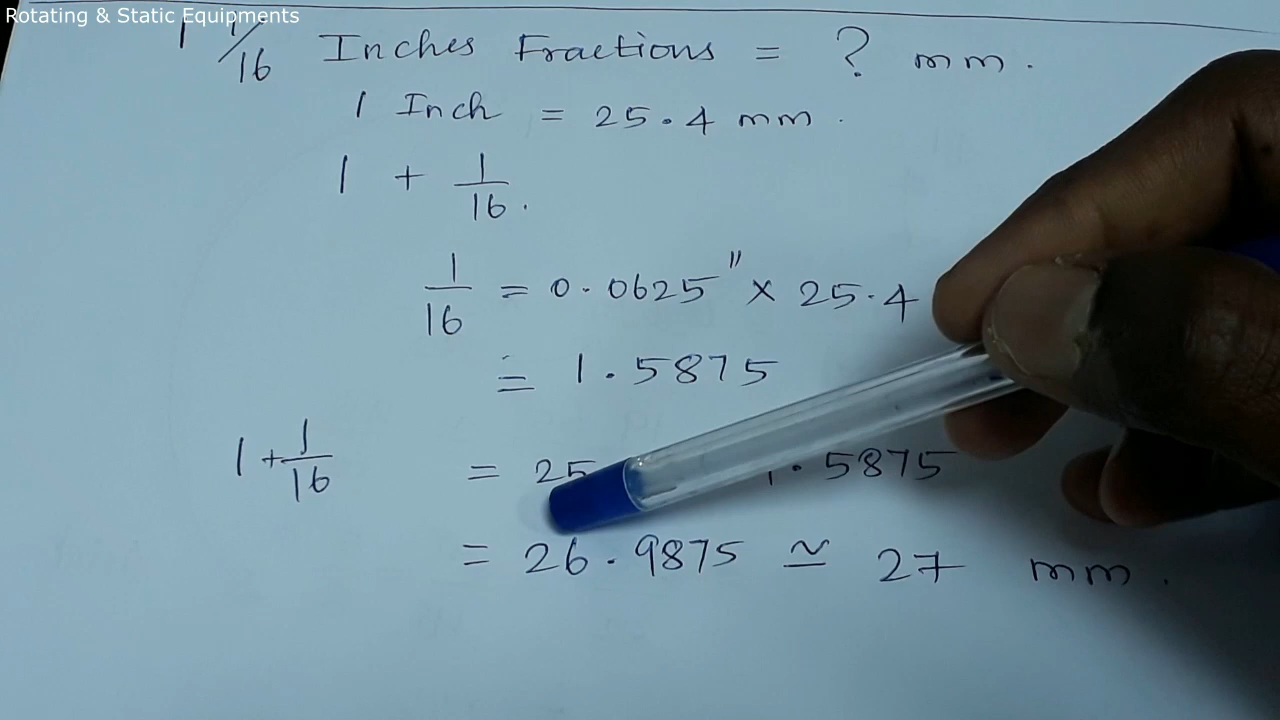 Rotating & Static Equipments
1 1/16 Inches Fractions = ? mm.
1 Inch = 25.4 mm.
1 + 1/16.
1/16 = 0.0625" × 25.4
= 1.5875
1+1/16 = 25 1.5875
= 26.9875 ≃ 27 mm.